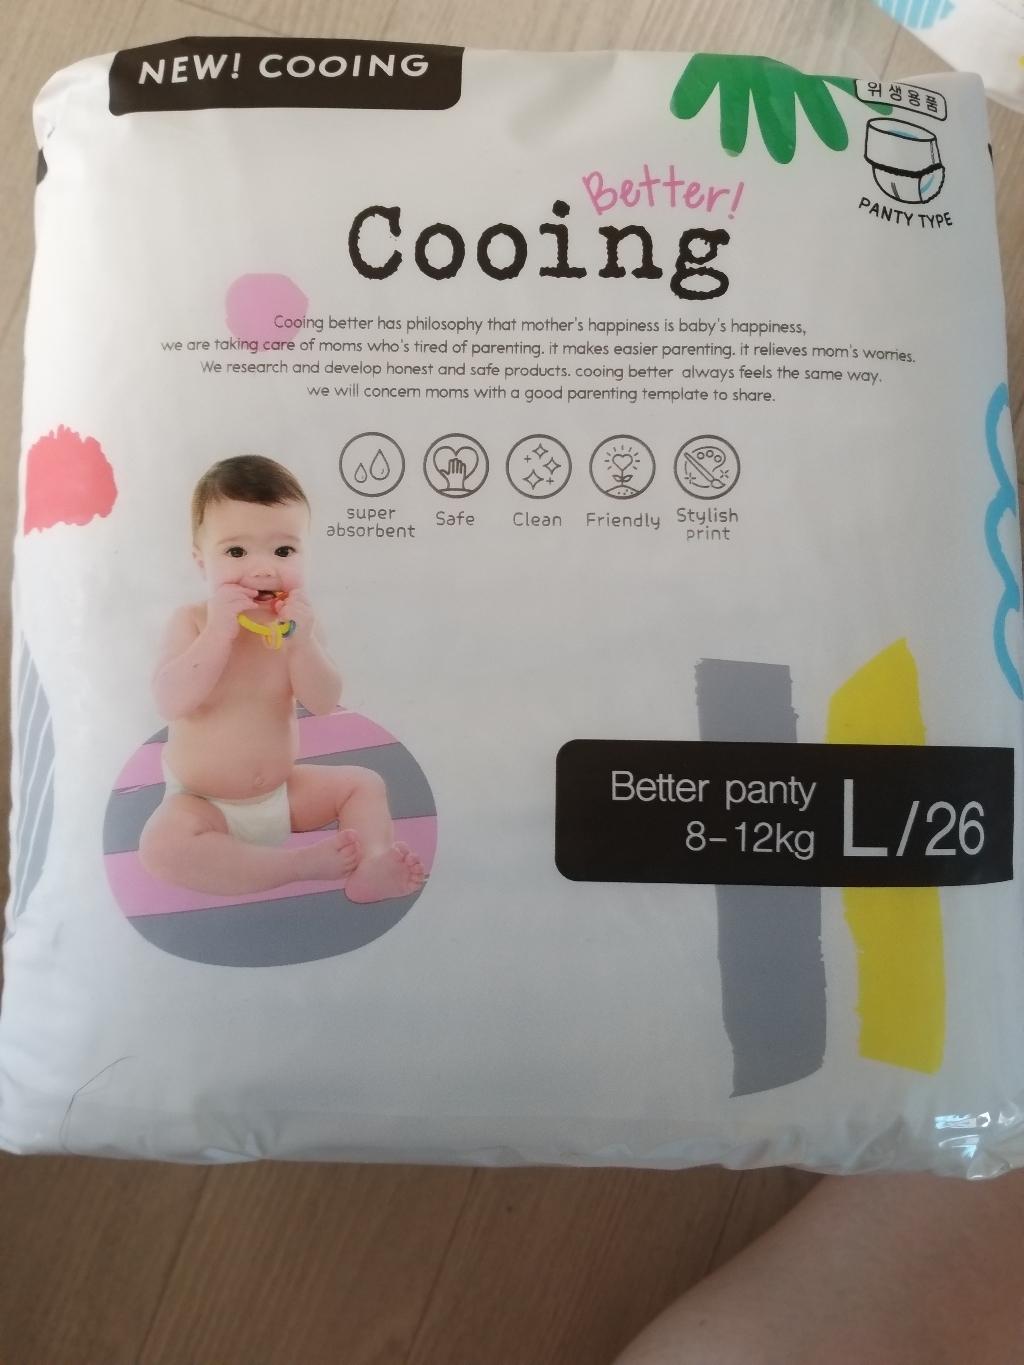 NEW! COOING
위생용품
PANTY TYPE
Better!
Cooing
Cooing better has philosophy that mother's happiness is baby's happiness,
we are taking care of moms who's tired of parenting. it makes easier parenting. it relieves mom's worries.
We research and develop honest and safe products. cooing better always feels the same way.
we will concern moms with a good parenting template to share.
super absorbent
Safe
Clean
Friendly
Stylish print
Better panty
8-12kg
L/26